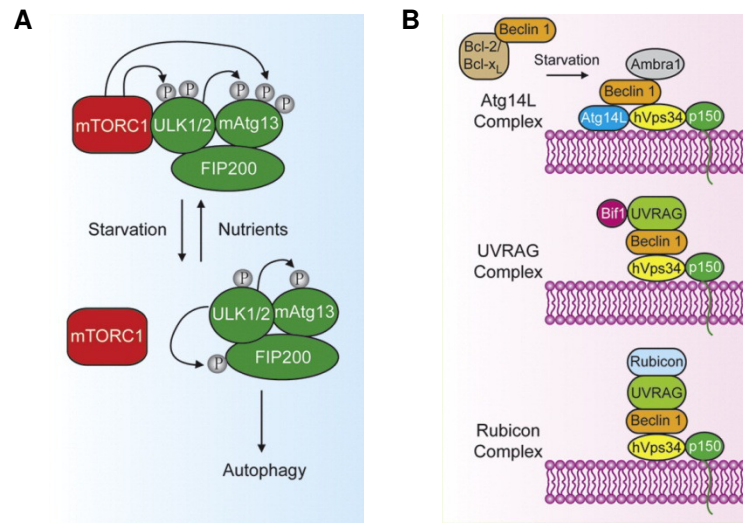 A
P
P
P
P
P
mTORC1
ULK1/2
mAtg13
FIP200
Starvation
Nutrients
P
P
mTORC1
ULK1/2
mAtg13
P
FIP200
Autophagy
B
Beclin 1
Bcl-2/
Bcl-xL
Starvation
Ambra1
Beclin 1
Atg14L
Complex
Atg14L
hVps34
p150
Bif1
UVRAG
UVRAG
Complex
Beclin 1
hVps34
p150
Rubicon
UVRAG
Rubicon
Complex
Beclin 1
hVps34
p150